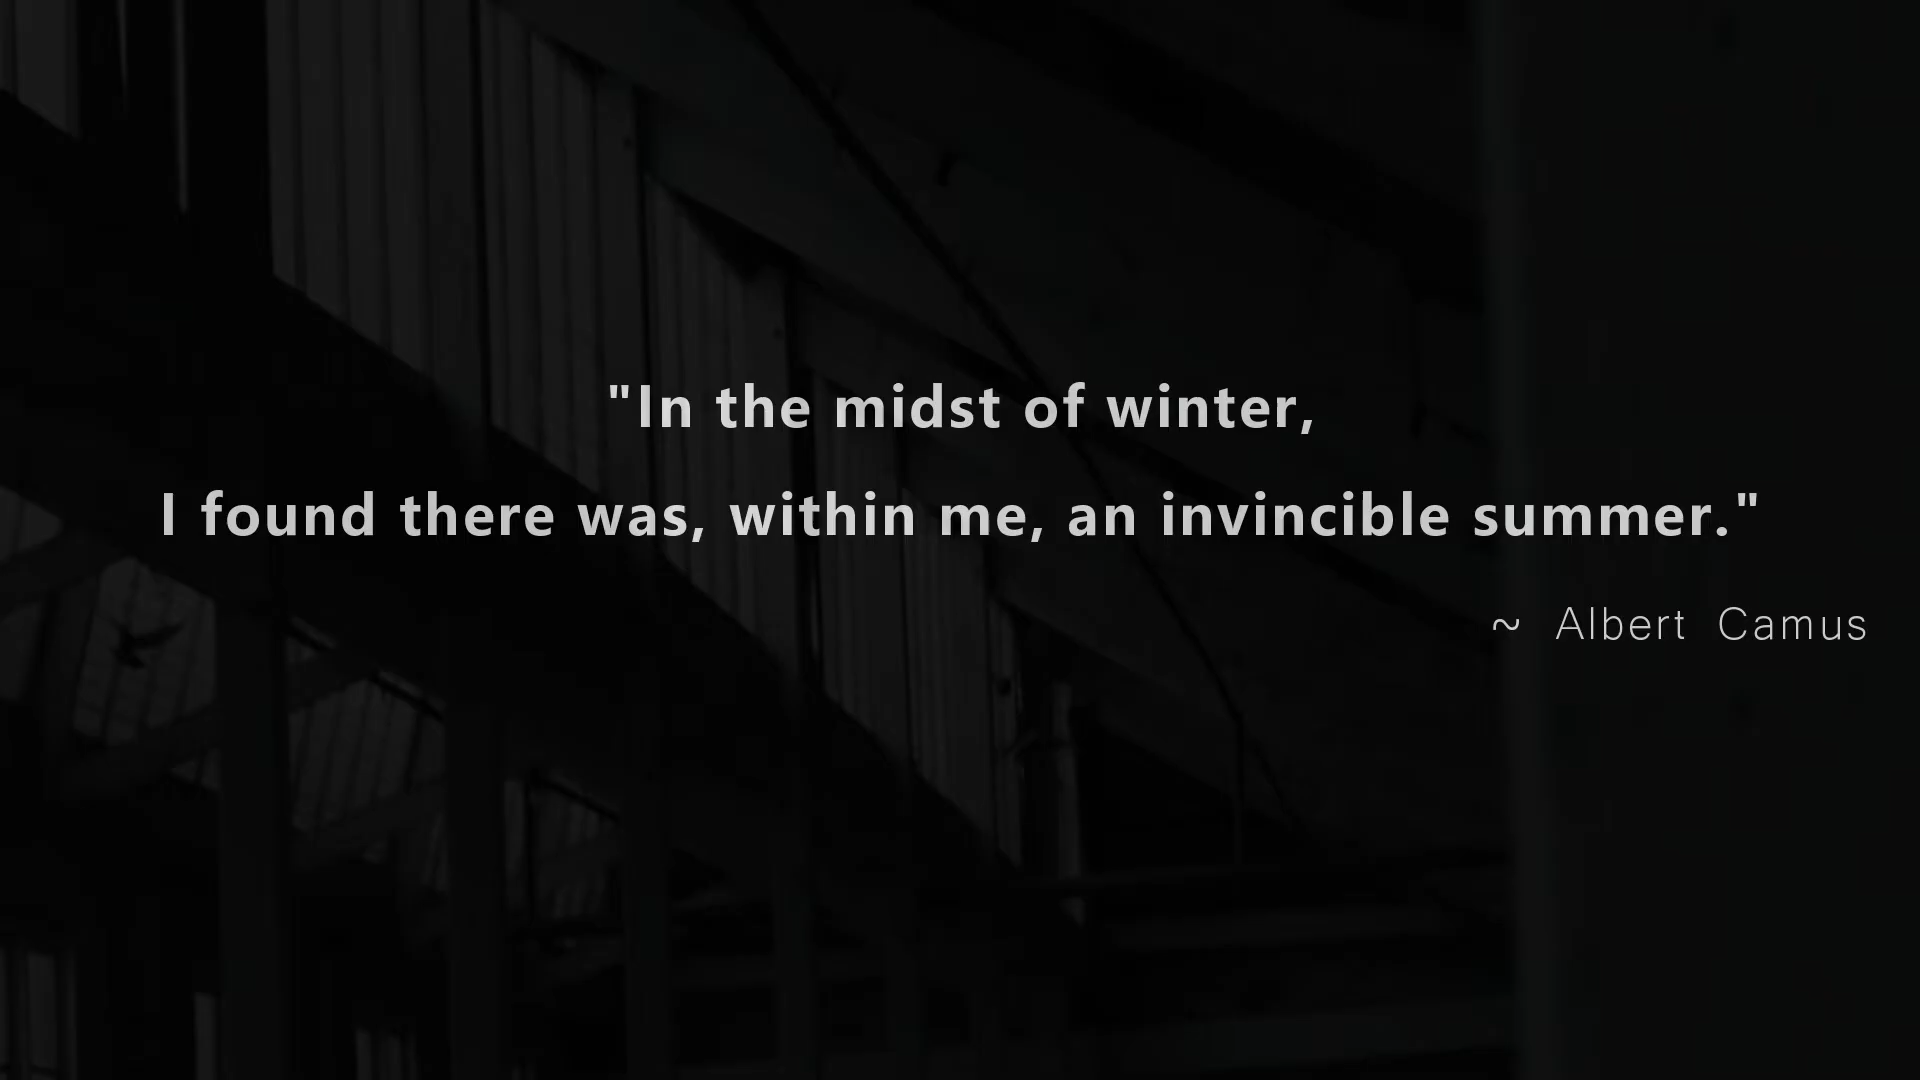 "In the midst of winter,
I found there was, within me, an invincible summer."
~ Albert Camus